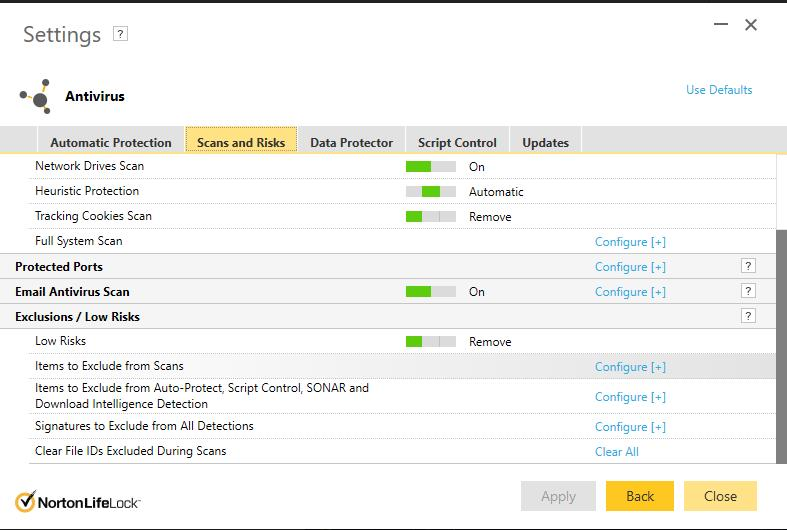 Settings ?
Antivirus
Use Defaults
Automatic Protection Scans and Risks Data Protector Script Control Updates
Network Drives Scan On
Heuristic Protection Automatic
Tracking Cookies Scan Remove
Full System Scan Configure [+]
Protected Ports Configure [+] ?
Email Antivirus Scan On Configure [+] ?
Exclusions / Low Risks ?
Low Risks Remove
Items to Exclude from Scans Configure [+]
Items to Exclude from Auto-Protect, Script Control, SONAR and
Download Intelligence Detection Configure [+]
Signatures to Exclude from All Detections Configure [+]
Clear File IDs Excluded During Scans Clear All
NortonLifeLock Apply Back Close